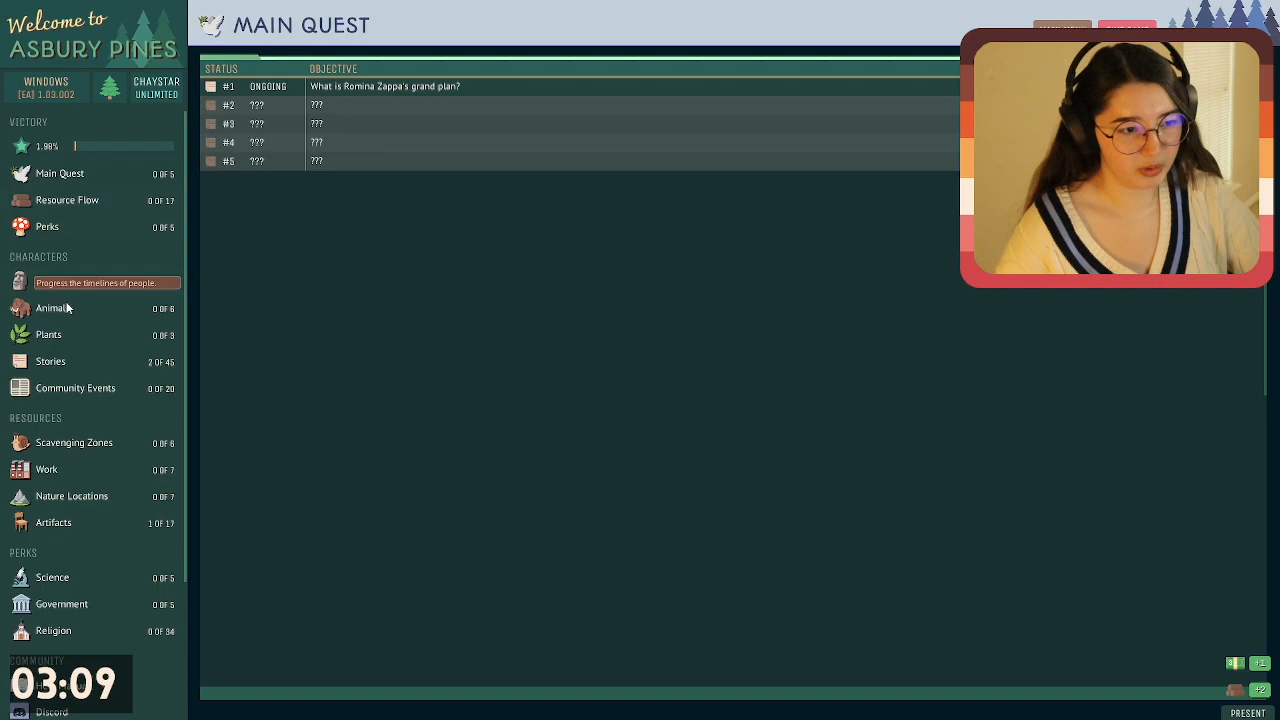 Welcome to
ASBURY PINES
WINDOWS
[EA] 1.03.002
CHAYSTAR
UNLIMITED
VICTORY
1.98%
Main Quest 0 OF 5
Resource Flow 0 OF 17
Perks 0 OF 5
CHARACTERS
Progress the timelines of people.
Animals 0 OF 6
Plants 0 OF 3
Stories 2 OF 45
Community Events 0 OF 20
RESOURCES
Scavenging Zones 0 OF 6
Work 0 OF 7
Nature Locations 0 OF 7
Artifacts 1 OF 17
PERKS
Science 0 OF 5
Government 0 OF 5
Religion 0 OF 34
COMMUNITY
03:09
Discord
MAIN QUEST
STATUS OBJECTIVE
#1 ONGOING What is Romina Zappa's grand plan?
#2 ??? ???
#3 ??? ???
#4 ??? ???
#5 ??? ???
+1
+2
PRESENT